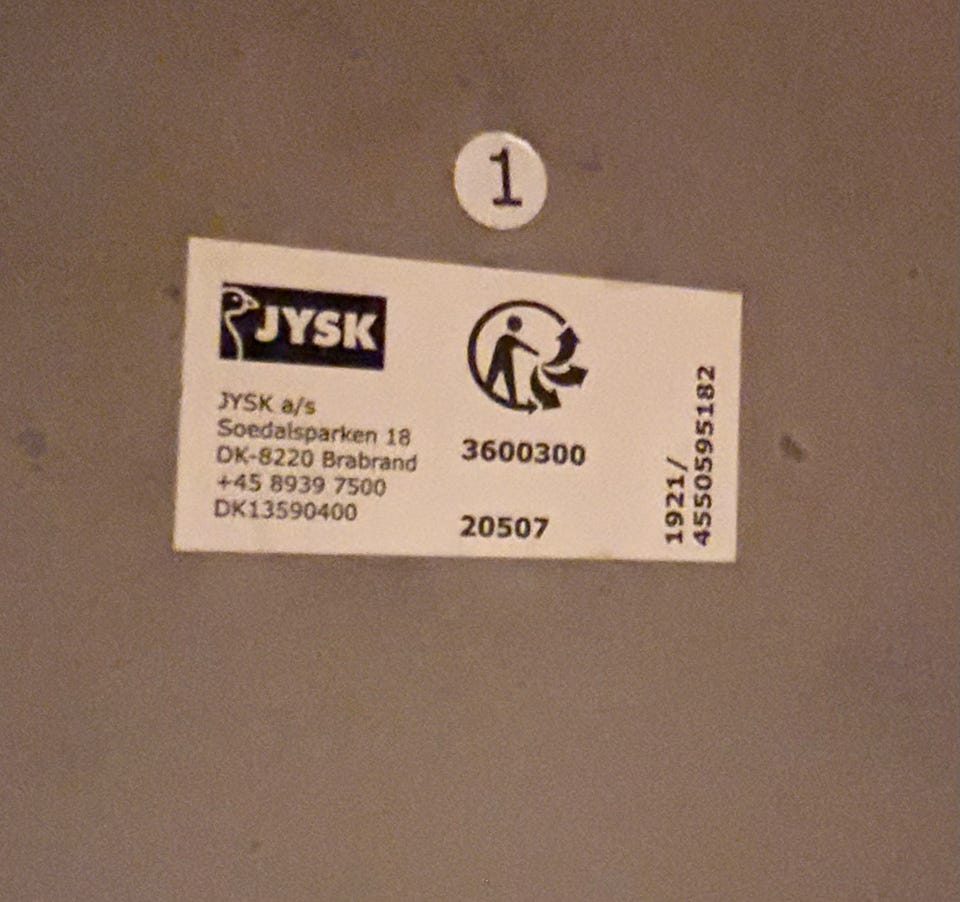 1
JYSK
JYSK a/s
Soedalsparken 18
DK-8220 Brabrand
+45 8939 7500
DK13590400
3600300
20507
1921/
4550595182